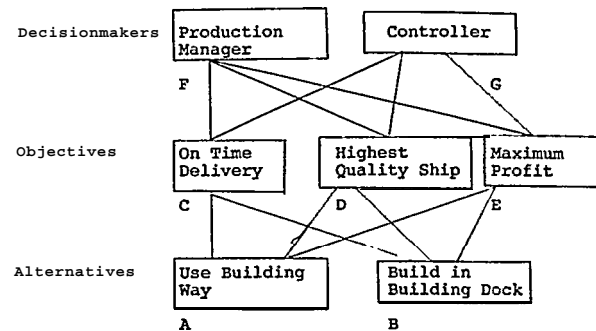 Decisionmakers
Production
Manager
Controller
F
G
Objectives
On Time
Delivery
Highest
Quality Ship
Maximum
Profit
C
D
E
Alternatives
Use Building
Way
Build in
Building Dock
A
B